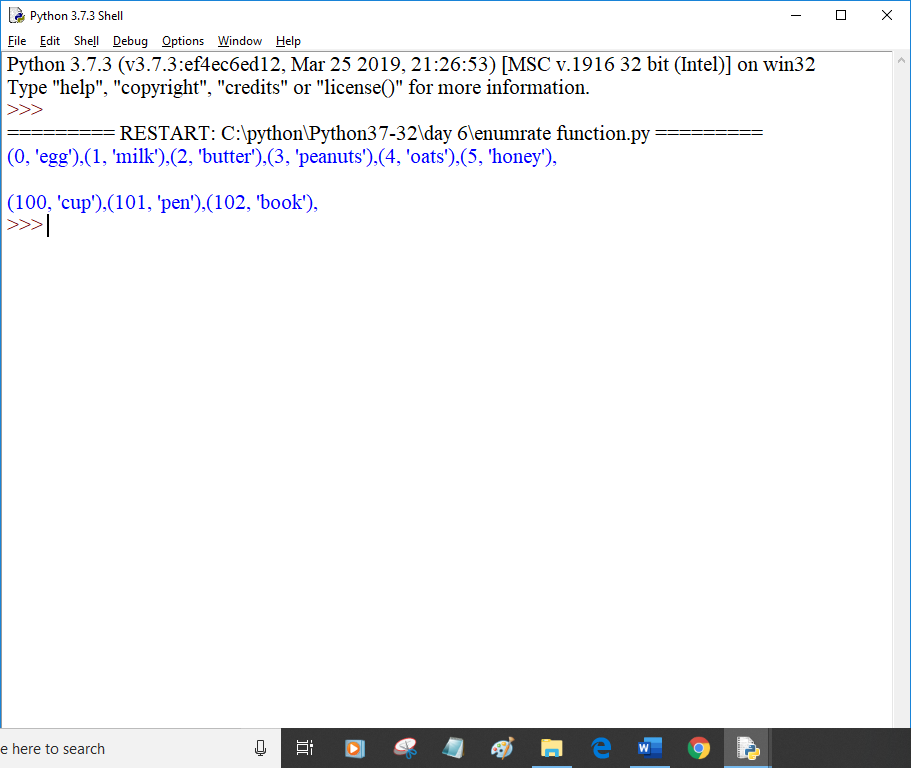 Python 3.7.3 Shell
File Edit Shell Debug Options Window Help
Python 3.7.3 (v3.7.3:ef4ec6ed12, Mar 25 2019, 21:26:53) [MSC v.1916 32 bit (Intel)] on win32
Type "help", "copyright", "credits" or "license()" for more information.
>>>
========= RESTART: C:\python\Python37-32\day 6\enumrate function.py =========
(0, 'egg'),(1, 'milk'),(2, 'butter'),(3, 'peanuts'),(4, 'oats'),(5, 'honey'),
(100, 'cup'),(101, 'pen'),(102, 'book'),
>>>
e here to search